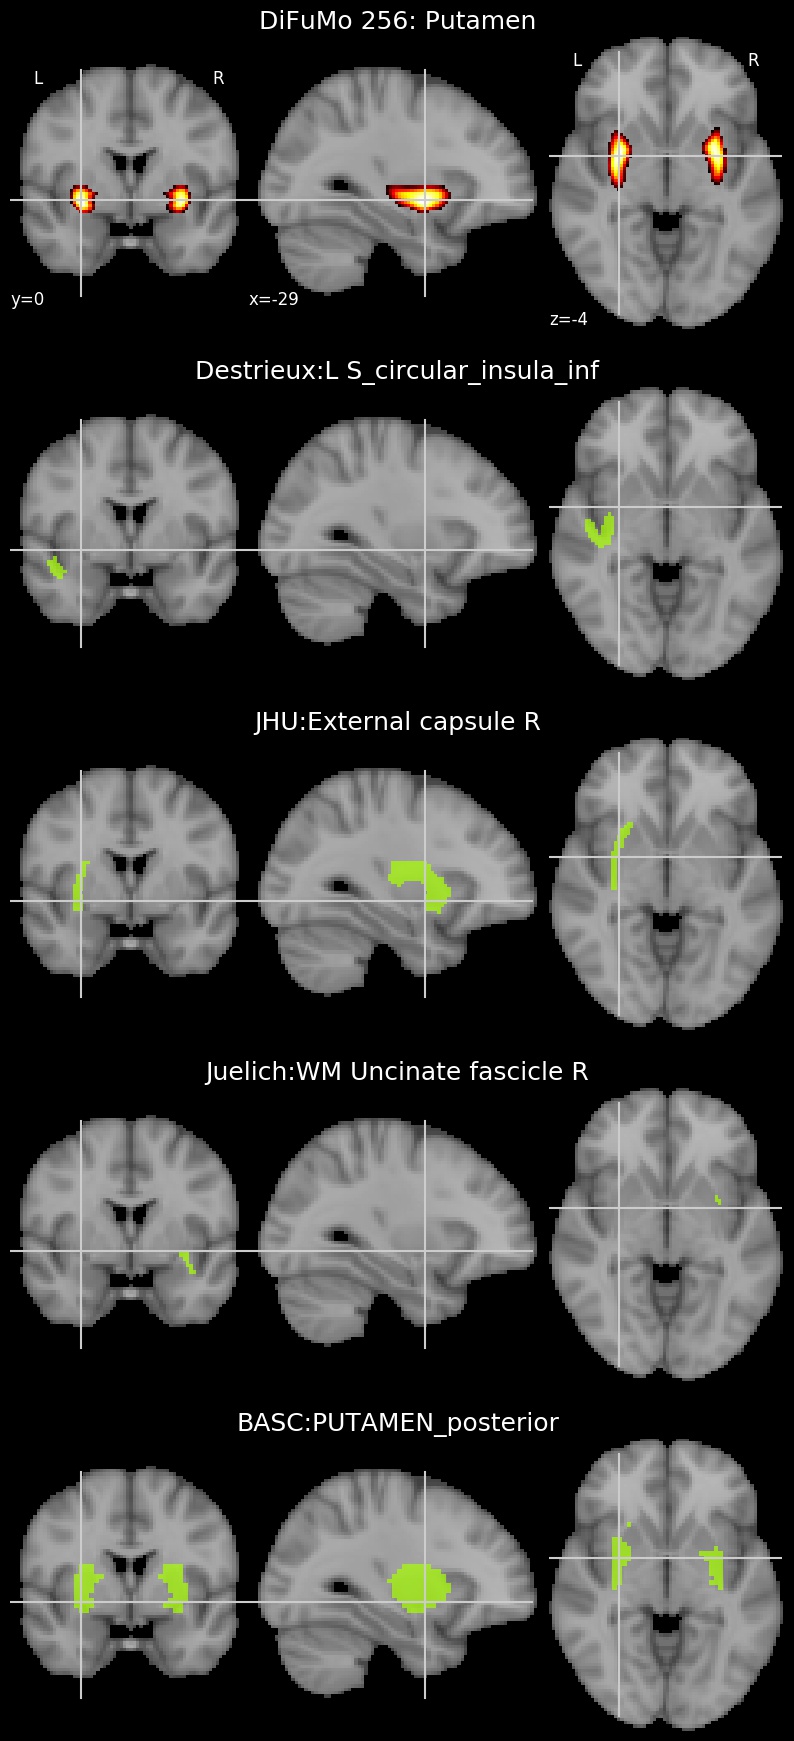 DiFuMo 256: Putamen
L R
L R
y=0
x=-29
z=-4
Destrieux:L S_circular_insula_inf
JHU:External capsule R
Juelich:WM Uncinate fascicle R
BASC:PUTAMEN_posterior